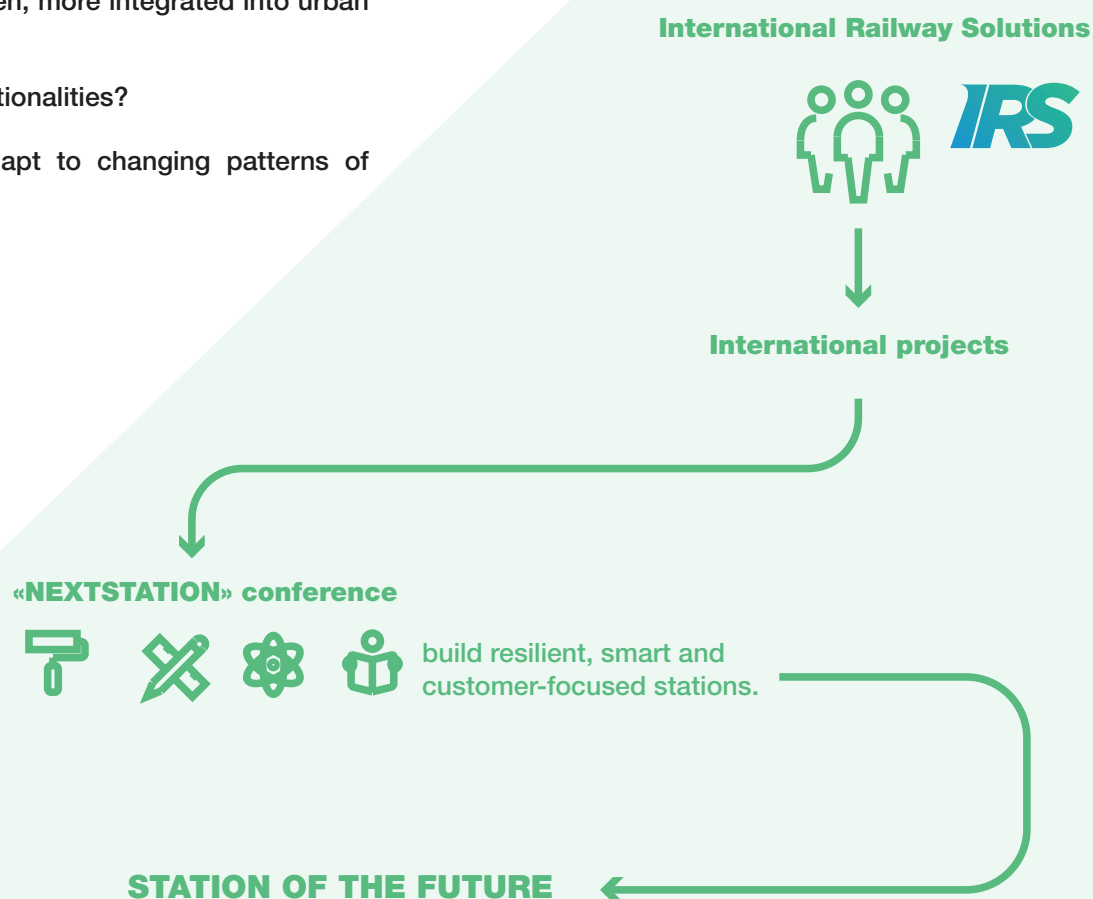 en, more integrated into urban
tionalities?
apt to changing patterns of
International Railway Solutions
IRS
International projects
«NEXTSTATION» conference
build resilient, smart and
customer-focused stations.
STATION OF THE FUTURE